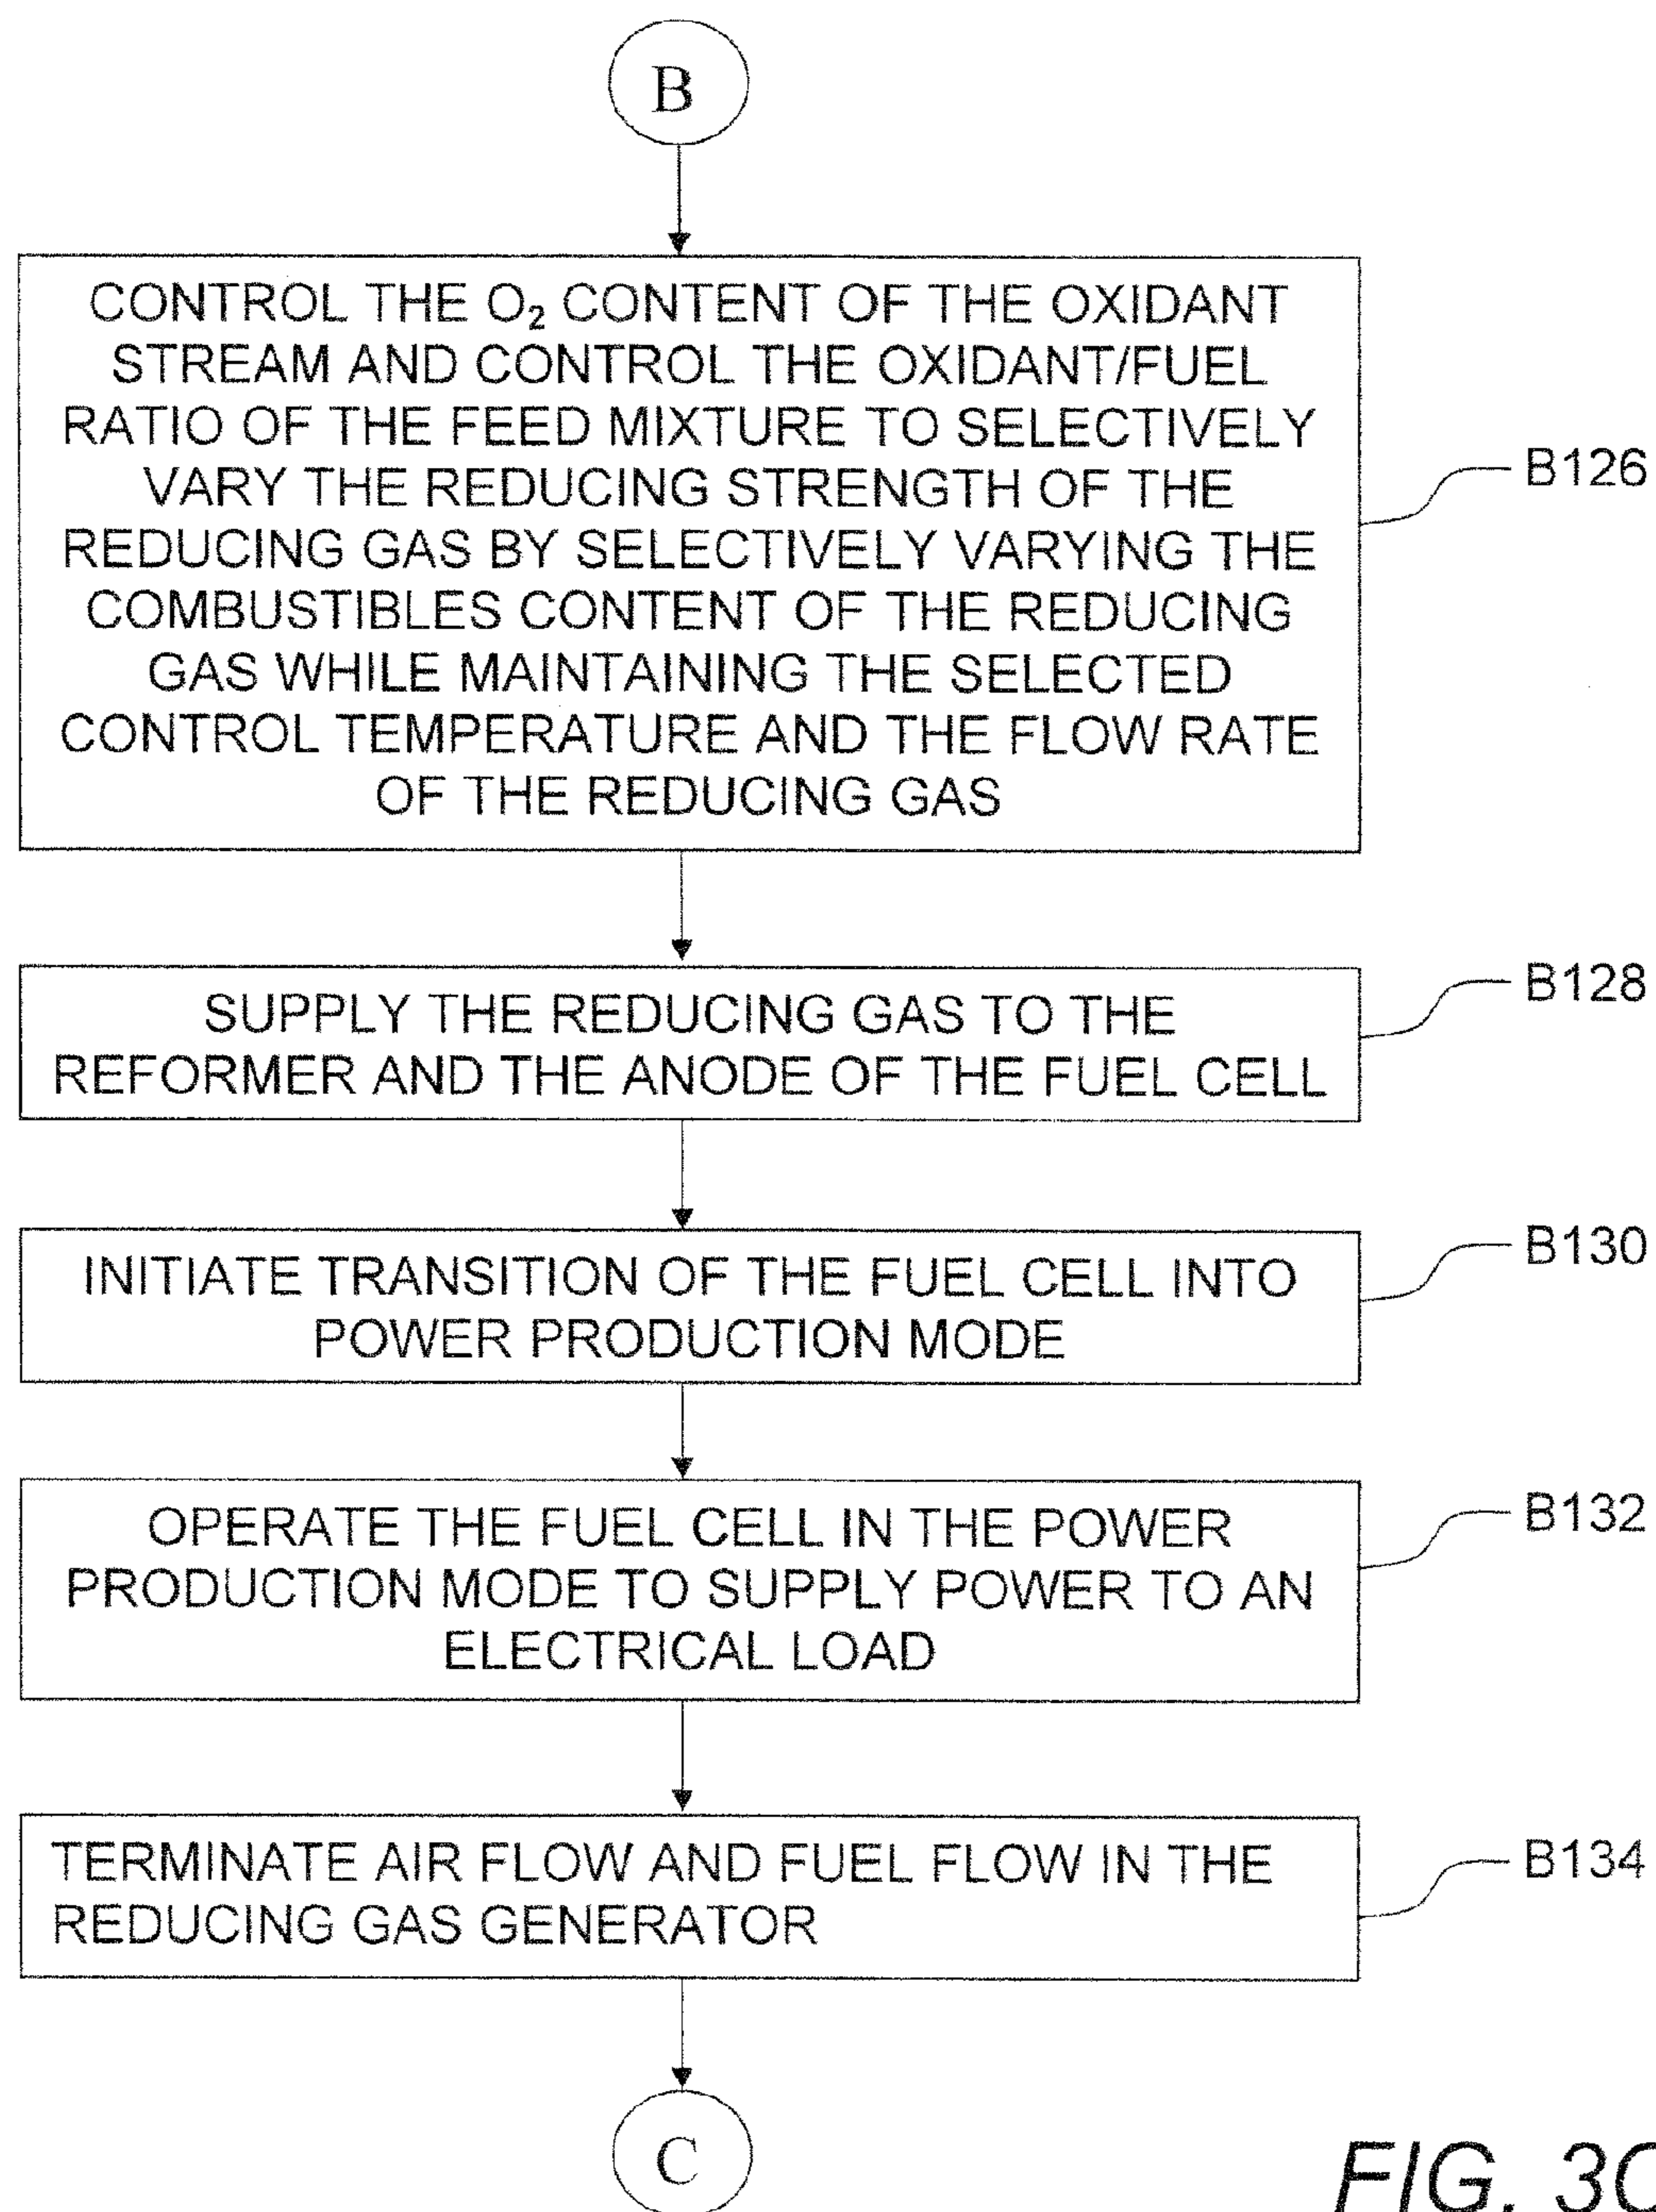 B
CONTROL THE O₂ CONTENT OF THE OXIDANT
STREAM AND CONTROL THE OXIDANT/FUEL
RATIO OF THE FEED MIXTURE TO SELECTIVELY
VARY THE REDUCING STRENGTH OF THE
REDUCING GAS BY SELECTIVELY VARYING THE
COMBUSTIBLES CONTENT OF THE REDUCING
GAS WHILE MAINTAINING THE SELECTED
CONTROL TEMPERATURE AND THE FLOW RATE
OF THE REDUCING GAS
B126
SUPPLY THE REDUCING GAS TO THE
REFORMER AND THE ANODE OF THE FUEL CELL
B128
INITIATE TRANSITION OF THE FUEL CELL INTO
POWER PRODUCTION MODE
B130
OPERATE THE FUEL CELL IN THE POWER
PRODUCTION MODE TO SUPPLY POWER TO AN
ELECTRICAL LOAD
B132
TERMINATE AIR FLOW AND FUEL FLOW IN THE
REDUCING GAS GENERATOR
B134
C
FIG. 3C